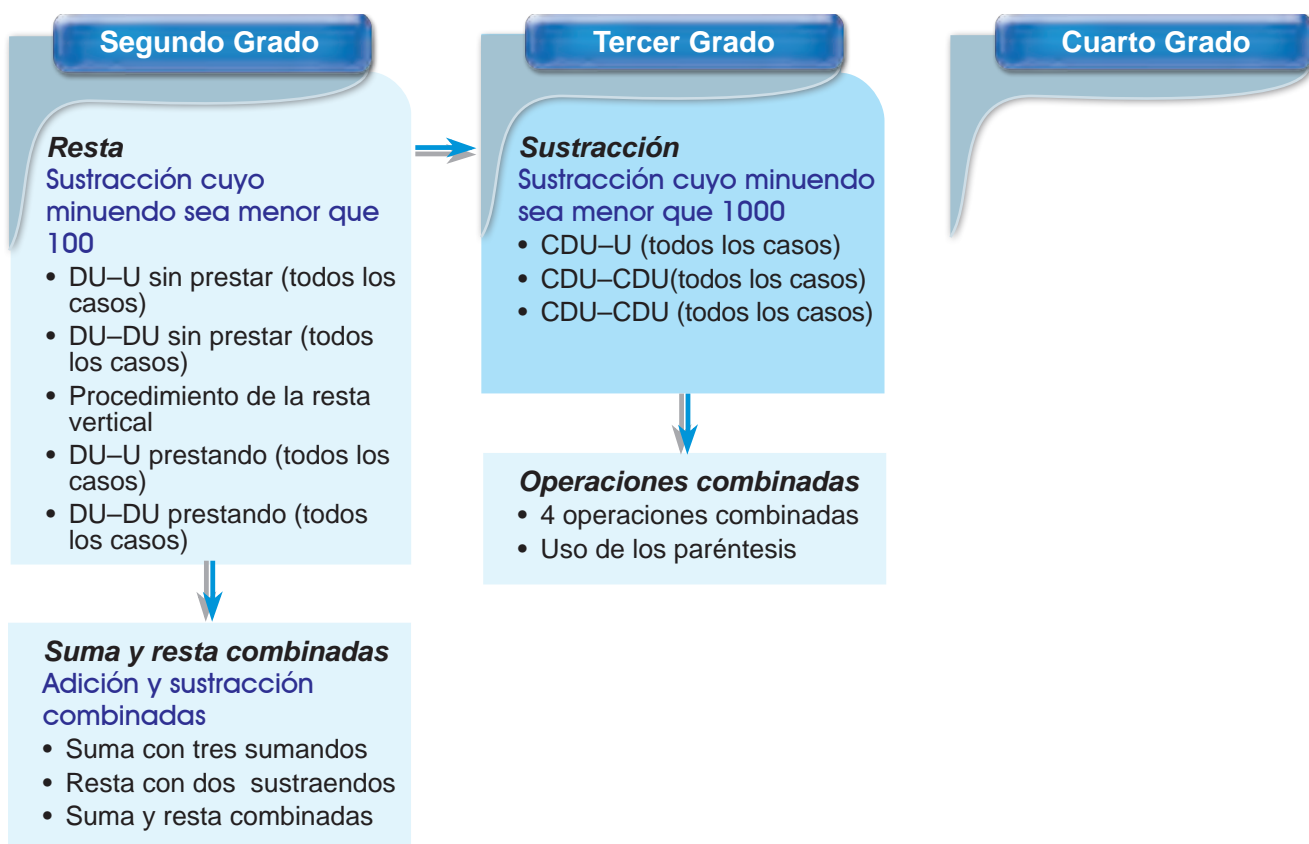 Segundo Grado
Resta
Sustracción cuyo
minuendo sea menor que
100
• DU–U sin prestar (todos los
casos)
• DU–DU sin prestar (todos
los casos)
• Procedimiento de la resta
vertical
• DU–U prestando (todos los
casos)
• DU–DU prestando (todos
los casos)
Suma y resta combinadas
Adición y sustracción
combinadas
• Suma con tres sumandos
• Resta con dos sustraendos
• Suma y resta combinadas
Tercer Grado
Sustracción
Sustracción cuyo minuendo
sea menor que 1000
• CDU–U (todos los casos)
• CDU–CDU(todos los casos)
• CDU–CDU (todos los casos)
Operaciones combinadas
• 4 operaciones combinadas
• Uso de los paréntesis
Cuarto Grado